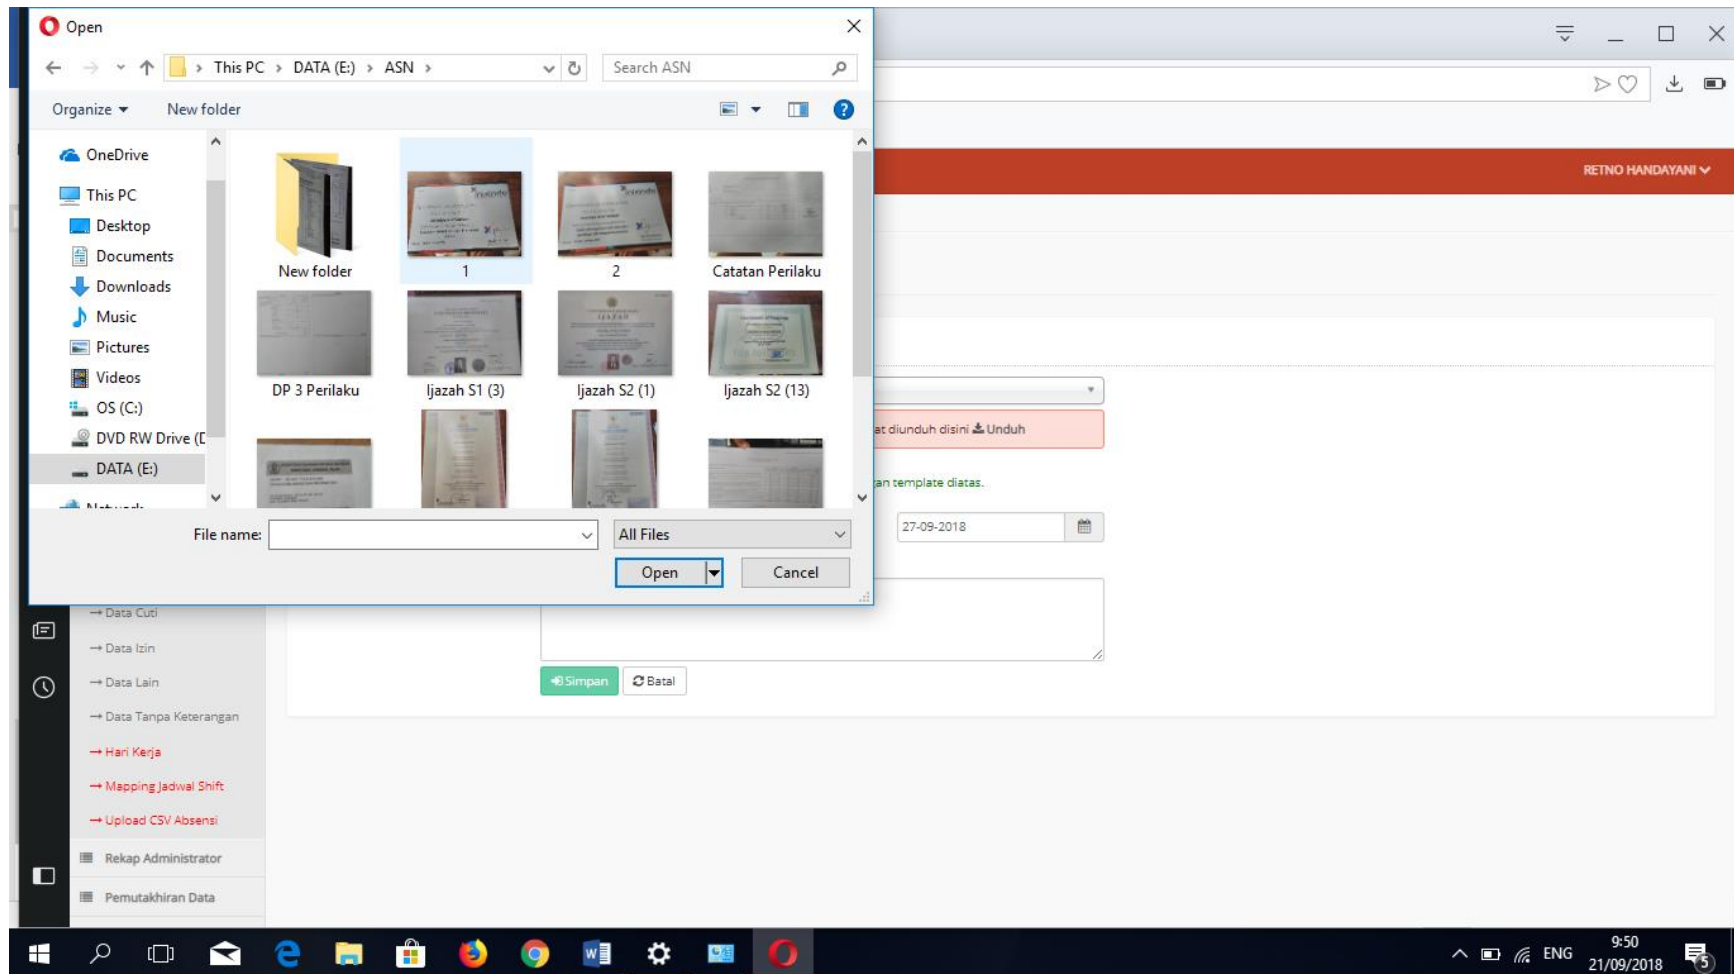 Open
This PC > DATA (E:) > ASN >
Search ASN
Organize
New folder
OneDrive
This PC
Desktop
Documents
Downloads
Music
Pictures
Videos
OS (C:)
DVD RW Drive (D
DATA (E:)
New folder
1
2
Catatan Perilaku
DP 3 Perilaku
Ijazah S1 (3)
Ijazah S2 (1)
Ijazah S2 (13)
File name:
All Files
Open
Cancel
RETNO HANDAYANI
at diunduh disini Unduh
an template diatas.
27-09-2018
Simpan
Batal
→ Data Cuti
→ Data Izin
→ Data Lain
→ Data Tanpa Keterangan
→ Hari Kerja
→ Mapping Jadwal Shift
→ Upload CSV Absensi
Rekap Administrator
Pemutakhiran Data
ENG
9:50
21/09/2018
5